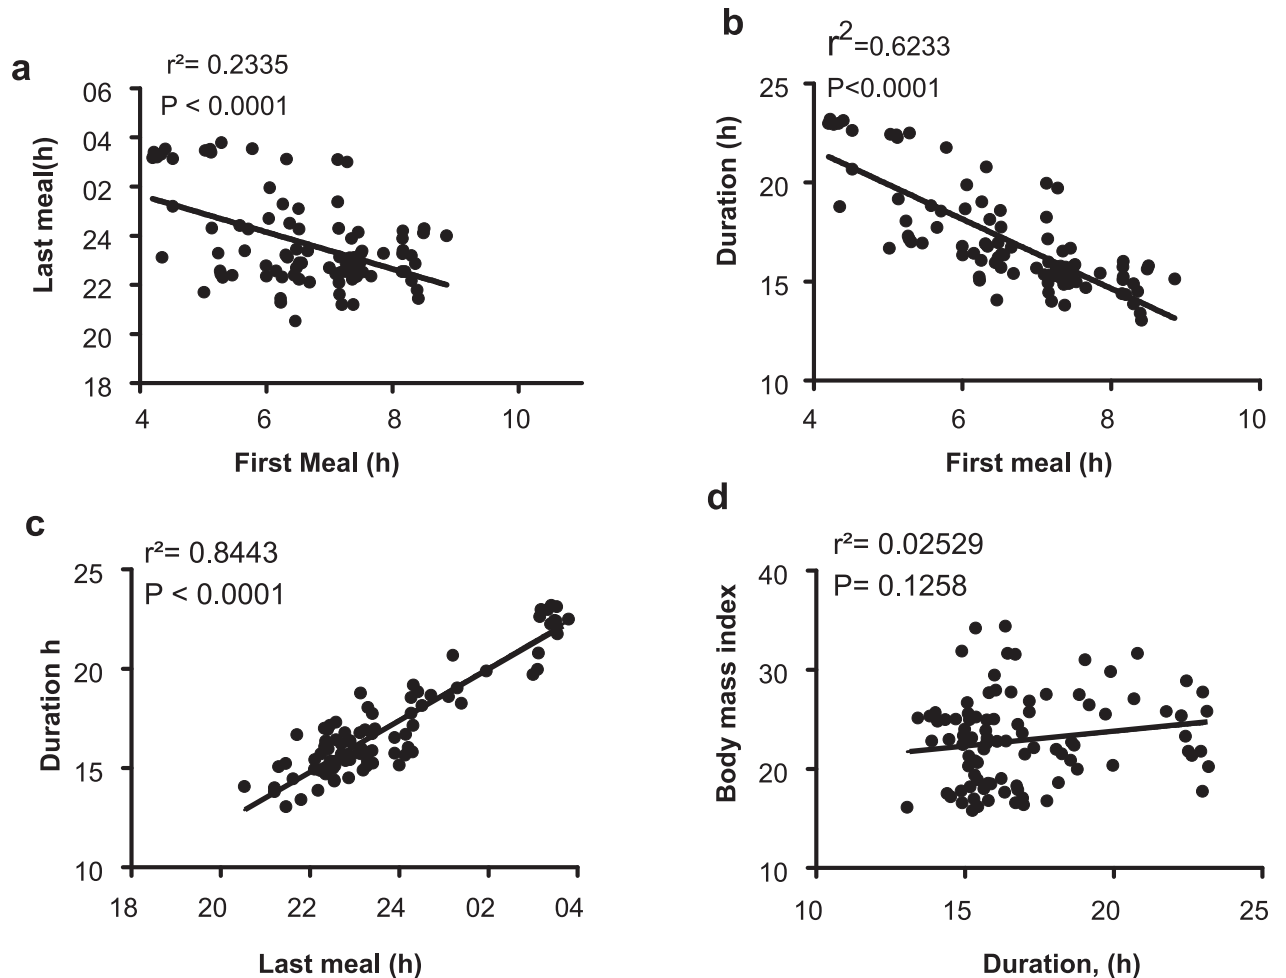 a
r²= 0.2335
P < 0.0001
06
04
02
24
22
20
18
Last meal(h)
4
6
8
10
First Meal (h)
b
r²=0.6233
P<0.0001
25
20
15
10
Duration (h)
4
6
8
10
First meal (h)
c
r²= 0.8443
P < 0.0001
25
20
15
10
Duration h
18
20
22
24
02
04
Last meal (h)
d
r²= 0.02529
P= 0.1258
40
30
20
10
Body mass index
10
15
20
25
Duration, (h)